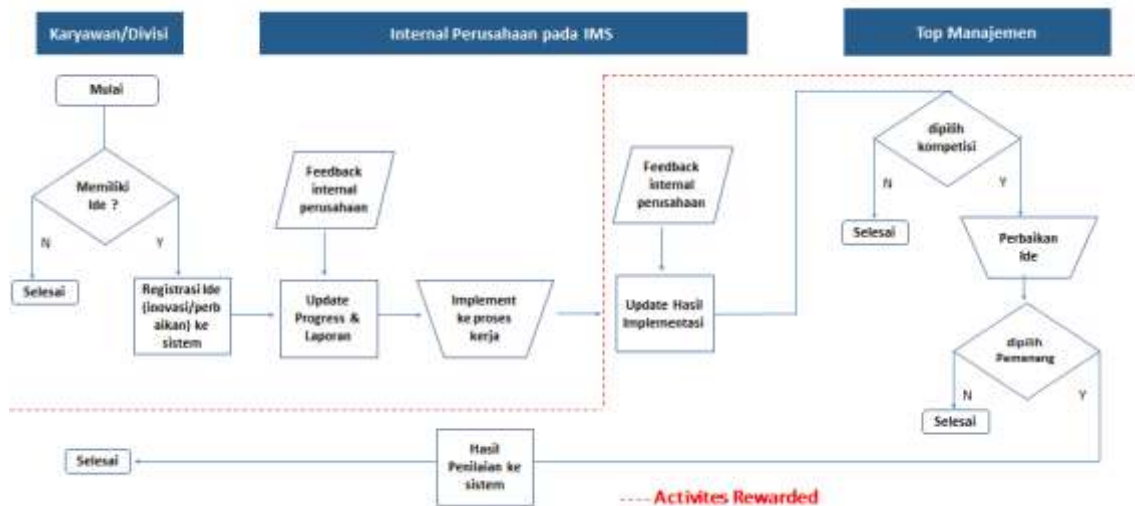 Karyawan/Divisi
Internal Perusahaan pada IMS
Top Manajemen
Mulai
Memiliki
Ide ?
N
Y
Selesai
Registrasi Ide
(inovasi/perb
aikan) ke
sistem
Feedback
internal
perusahaan
Update
Progress &
Laporan
Implement
ke proses
kerja
Feedback
internal
perusahaan
Update Hasil
Implementasi
dipilih
kompetisi
N
Y
Selesai
Perbaikan
Ide
dipilih
Pemenang
N
Y
Selesai
Hasil
Penilaian ke
sistem
Selesai
Activites Rewarded